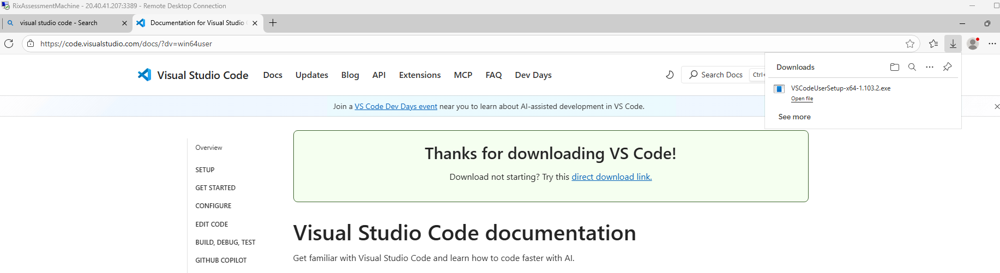 RixAssessmentMachine - 20.40.41.207:3389 - Remote Desktop Connection
visual studio code - Search
Documentation for Visual Studio
https://code.visualstudio.com/docs/?dv=win64user
Visual Studio Code Docs Updates Blog API Extensions MCP FAQ Dev Days Search Docs Ctrl+
Downloads
VSCodeUserSetup-x64-1.103.2.exe
Open file
See more
Join a VS Code Dev Days event near you to learn about AI-assisted development in VS Code.
Overview
SETUP
GET STARTED
CONFIGURE
EDIT CODE
BUILD, DEBUG, TEST
GITHUB COPILOT
Thanks for downloading VS Code!
Download not starting? Try this direct download link.
Visual Studio Code documentation
Get familiar with Visual Studio Code and learn how to code faster with AI.